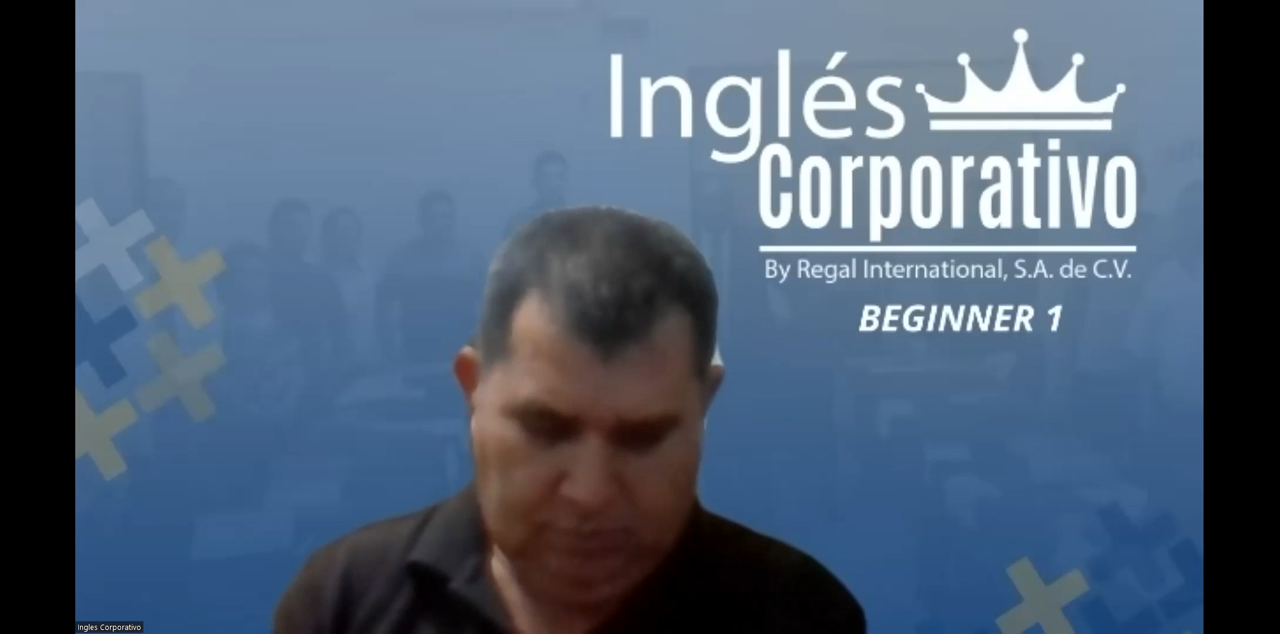 Inglés
Corporativo
By Regal International, S.A. de C.V.
BEGINNER 1
Ingles Corporativo